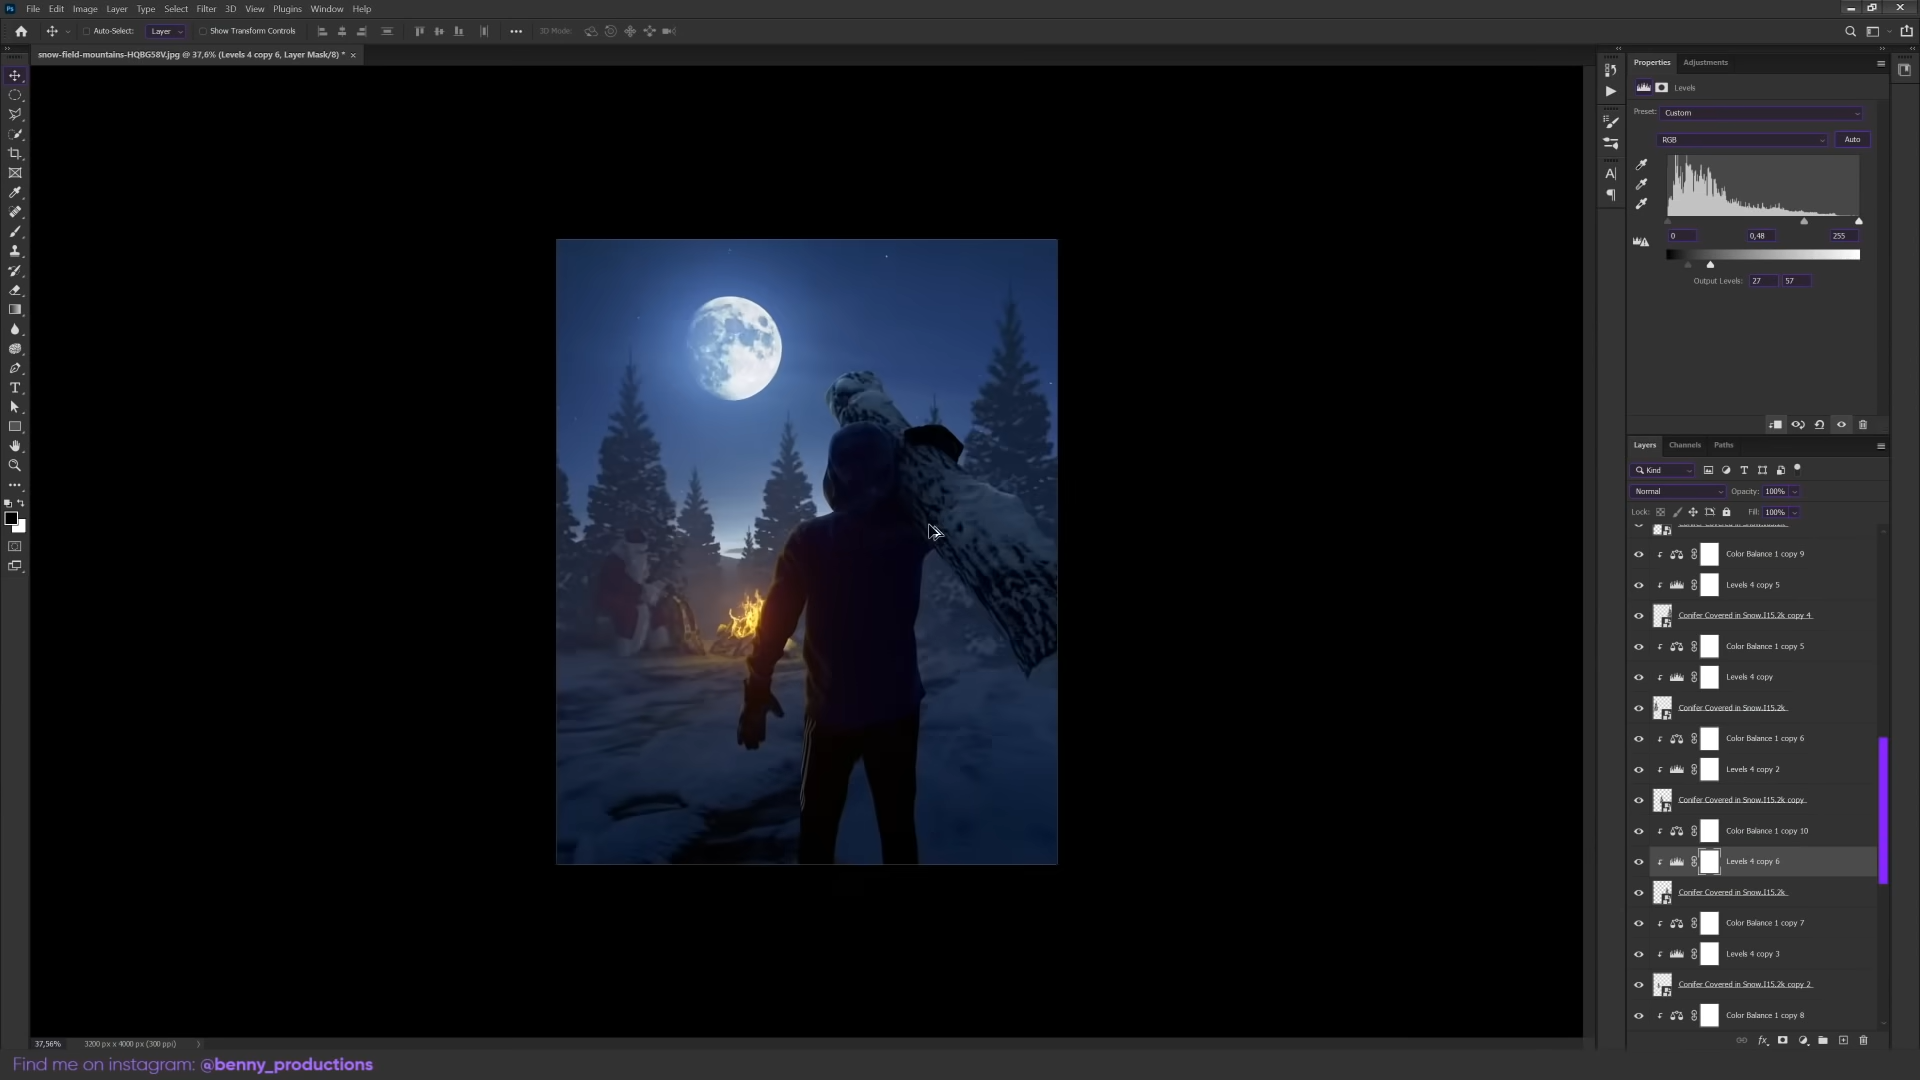 File Edit Image Layer Type Select Filter 3D View Plugins Window Help
Auto-Select: Layer Show Transform Controls 3D Mode:
snow-field-mountains-HQBG58V.jpg @ 37,6% (Levels 4 copy 6, Layer Mask/8) *
Properties Adjustments
Levels
Preset: Custom
RGB Auto
0 0,48 255
Output Levels: 27 57
Layers Channels Paths
Kind
Normal Opacity: 100%
Lock: Fill: 100%
Color Balance 1 copy 9
Levels 4 copy 5
Conifer Covered in Snow.I15.2k copy 4
Color Balance 1 copy 5
Levels 4 copy
Conifer Covered in Snow.I15.2k
Color Balance 1 copy 6
Levels 4 copy 2
Conifer Covered in Snow.I15.2k copy
Color Balance 1 copy 10
Levels 4 copy 6
Conifer Covered in Snow.I15.2k
Color Balance 1 copy 7
Levels 4 copy 3
Conifer Covered in Snow.I15.2k copy 2
Color Balance 1 copy 8
37,56% 3200 px x 4000 px (300 ppi)
Find me on instagram: @benny_productions